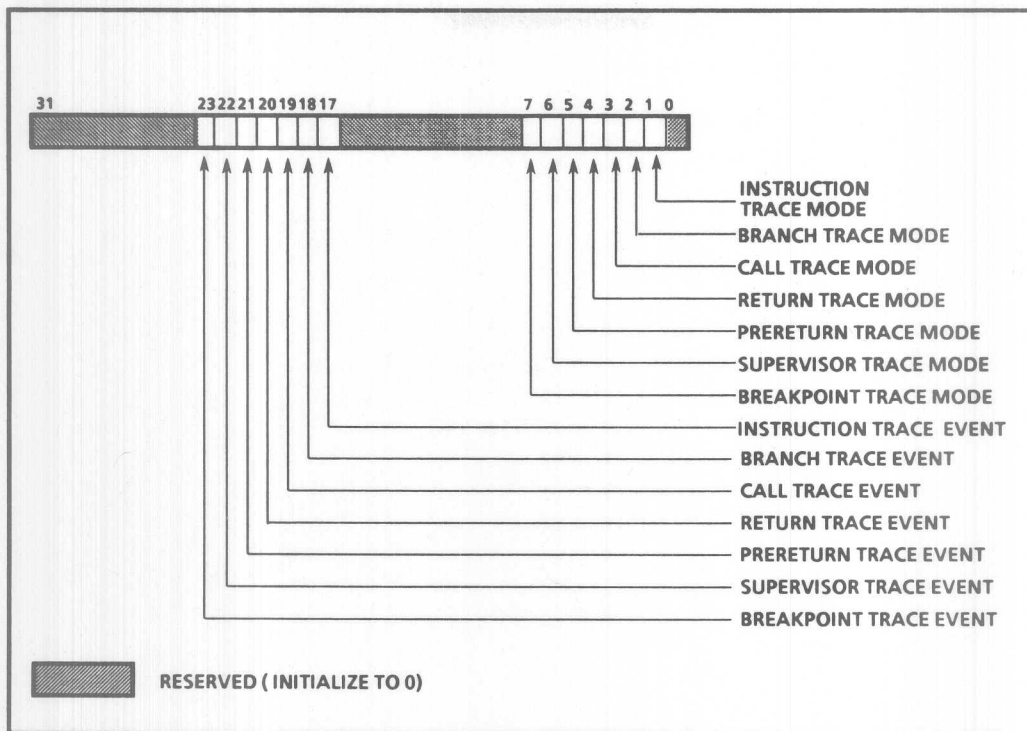 31 23 22 21 20 19 18 17 7 6 5 4 3 2 1 0
INSTRUCTION
TRACE MODE
BRANCH TRACE MODE
CALL TRACE MODE
RETURN TRACE MODE
PRERETURN TRACE MODE
SUPERVISOR TRACE MODE
BREAKPOINT TRACE MODE
INSTRUCTION TRACE EVENT
BRANCH TRACE EVENT
CALL TRACE EVENT
RETURN TRACE EVENT
PRERETURN TRACE EVENT
SUPERVISOR TRACE EVENT
BREAKPOINT TRACE EVENT
RESERVED ( INITIALIZE TO 0)